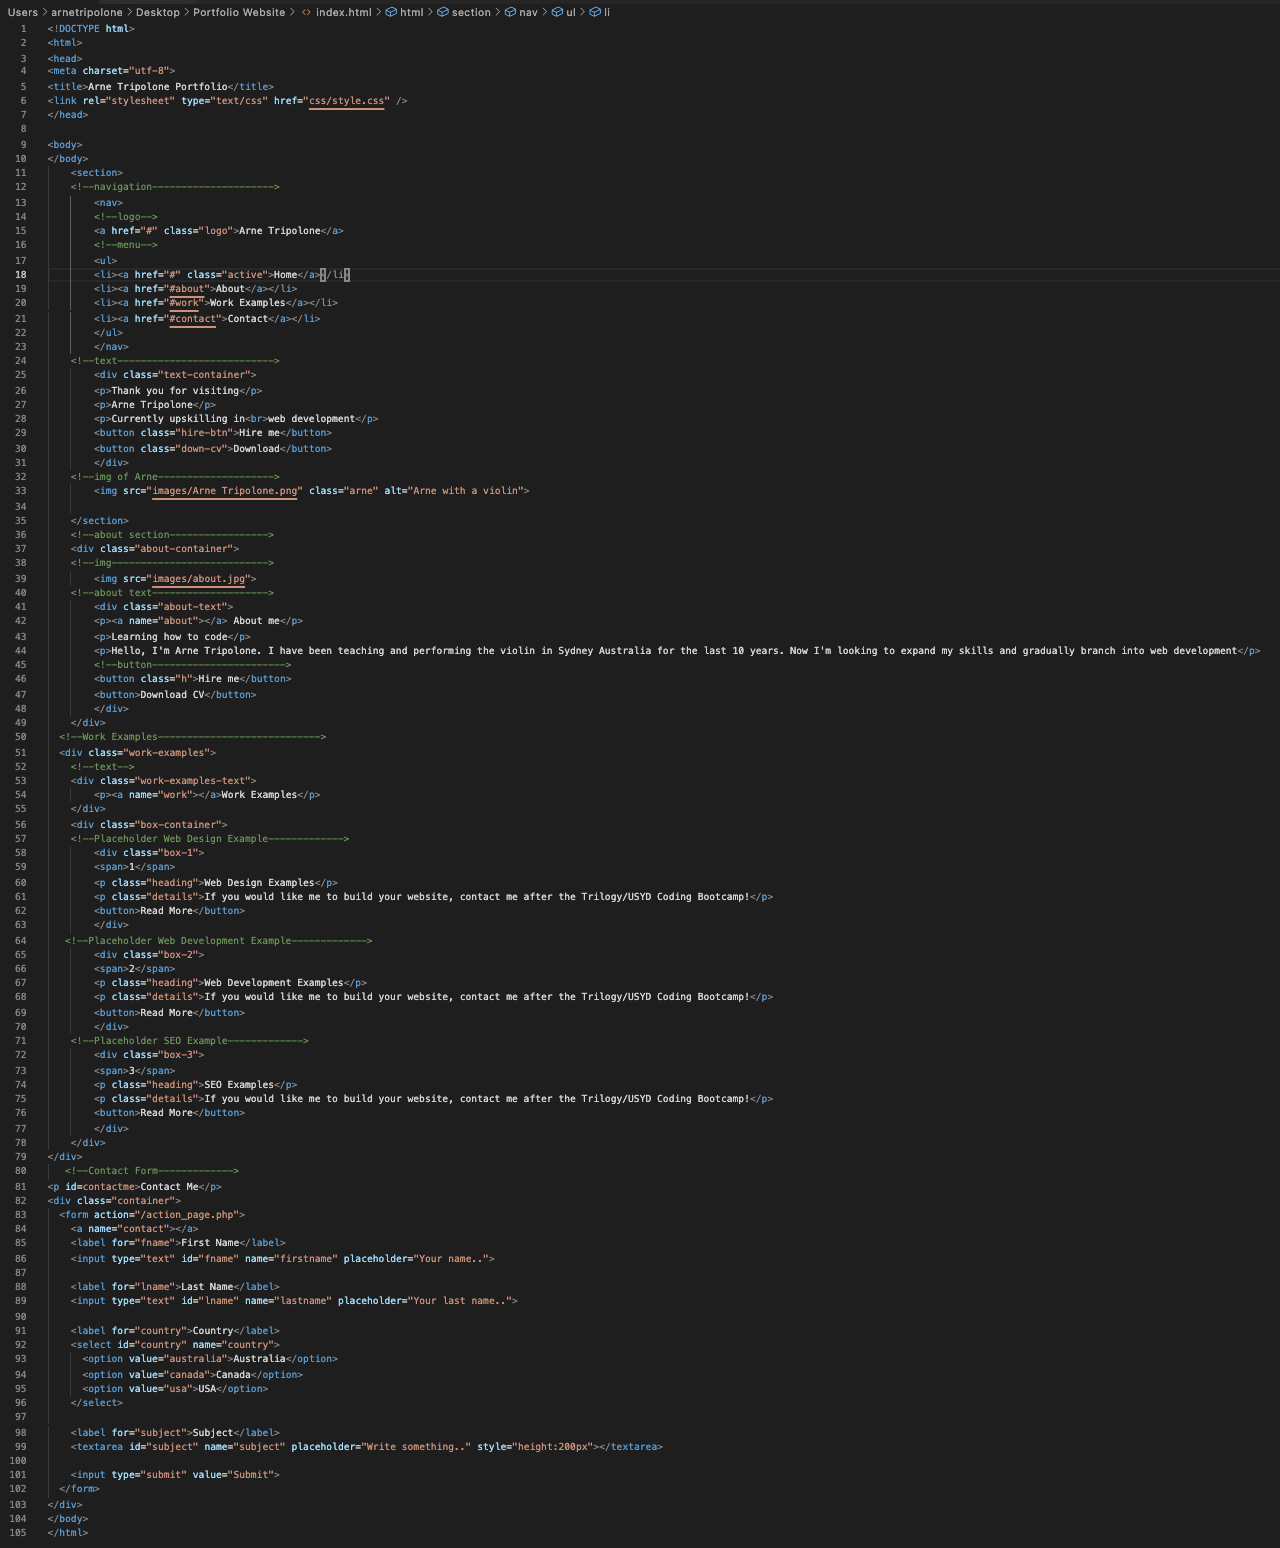 Users > arnetripolone > Desktop > Portfolio Website > <> index.html > html > section > nav > ul > li
1 <!DOCTYPE html>
2 <html>
3 <head>
4 <meta charset="utf-8">
5 <title>Arne Tripolone Portfolio</title>
6 <link rel="stylesheet" type="text/css" href="css/style.css" />
7 </head>
8
9 <body>
10 </body>
11 <section>
12 <!--navigation--------------------->
13 <nav>
14 <!--logo-->
15 <a href="#" class="logo">Arne Tripolone</a>
16 <!--menu-->
17 <ul>
18 <li><a href="#" class="active">Home</a></li>
19 <li><a href="#about">About</a></li>
20 <li><a href="#work">Work Examples</a></li>
21 <li><a href="#contact">Contact</a></li>
22 </ul>
23 </nav>
24 <!--text--------------------------->
25 <div class="text-container">
26 <p>Thank you for visiting</p>
27 <p>Arne Tripolone</p>
28 <p>Currently upskilling in<br>web development</p>
29 <button class="hire-btn">Hire me</button>
30 <button class="down-cv">Download</button>
31 </div>
32 <!--img of Arne-------------------->
33 <img src="images/Arne Tripolone.png" class="arne" alt="Arne with a violin">
34
35 </section>
36 <!--about section----------------->
37 <div class="about-container">
38 <!--img--------------------------->
39 <img src="images/about.jpg">
40 <!--about text-------------------->
41 <div class="about-text">
42 <p><a name="about"></a> About me</p>
43 <p>Learning how to code</p>
44 <p>Hello, I'm Arne Tripolone. I have been teaching and performing the violin in Sydney Australia for the last 10 years. Now I'm looking to expand my skills and gradually branch into web development</p>
45 <!--button----------------------->
46 <button class="h">Hire me</button>
47 <button>Download CV</button>
48 </div>
49 </div>
50 <!--Work Examples---------------------------->
51 <div class="work-examples">
52 <!--text-->
53 <div class="work-examples-text">
54 <p><a name="work"></a>Work Examples</p>
55 </div>
56 <div class="box-container">
57 <!--Placeholder Web Design Example------------->
58 <div class="box-1">
59 <span>1</span>
60 <p class="heading">Web Design Examples</p>
61 <p class="details">If you would like me to build your website, contact me after the Trilogy/USYD Coding Bootcamp!</p>
62 <button>Read More</button>
63 </div>
64 <!--Placeholder Web Development Example------------->
65 <div class="box-2">
66 <span>2</span>
67 <p class="heading">Web Development Examples</p>
68 <p class="details">If you would like me to build your website, contact me after the Trilogy/USYD Coding Bootcamp!</p>
69 <button>Read More</button>
70 </div>
71 <!--Placeholder SEO Example------------->
72 <div class="box-3">
73 <span>3</span>
74 <p class="heading">SEO Examples</p>
75 <p class="details">If you would like me to build your website, contact me after the Trilogy/USYD Coding Bootcamp!</p>
76 <button>Read More</button>
77 </div>
78 </div>
79 </div>
80 <!--Contact Form------------->
81 <p id=contactme>Contact Me</p>
82 <div class="container">
83 <form action="/action_page.php">
84 <a name="contact"></a>
85 <label for="fname">First Name</label>
86 <input type="text" id="fname" name="firstname" placeholder="Your name..">
87
88 <label for="lname">Last Name</label>
89 <input type="text" id="lname" name="lastname" placeholder="Your last name..">
90
91 <label for="country">Country</label>
92 <select id="country" name="country">
93 <option value="australia">Australia</option>
94 <option value="canada">Canada</option>
95 <option value="usa">USA</option>
96 </select>
97
98 <label for="subject">Subject</label>
99 <textarea id="subject" name="subject" placeholder="Write something.." style="height:200px"></textarea>
100
101 <input type="submit" value="Submit">
102 </form>
103 </div>
104 </body>
105 </html>